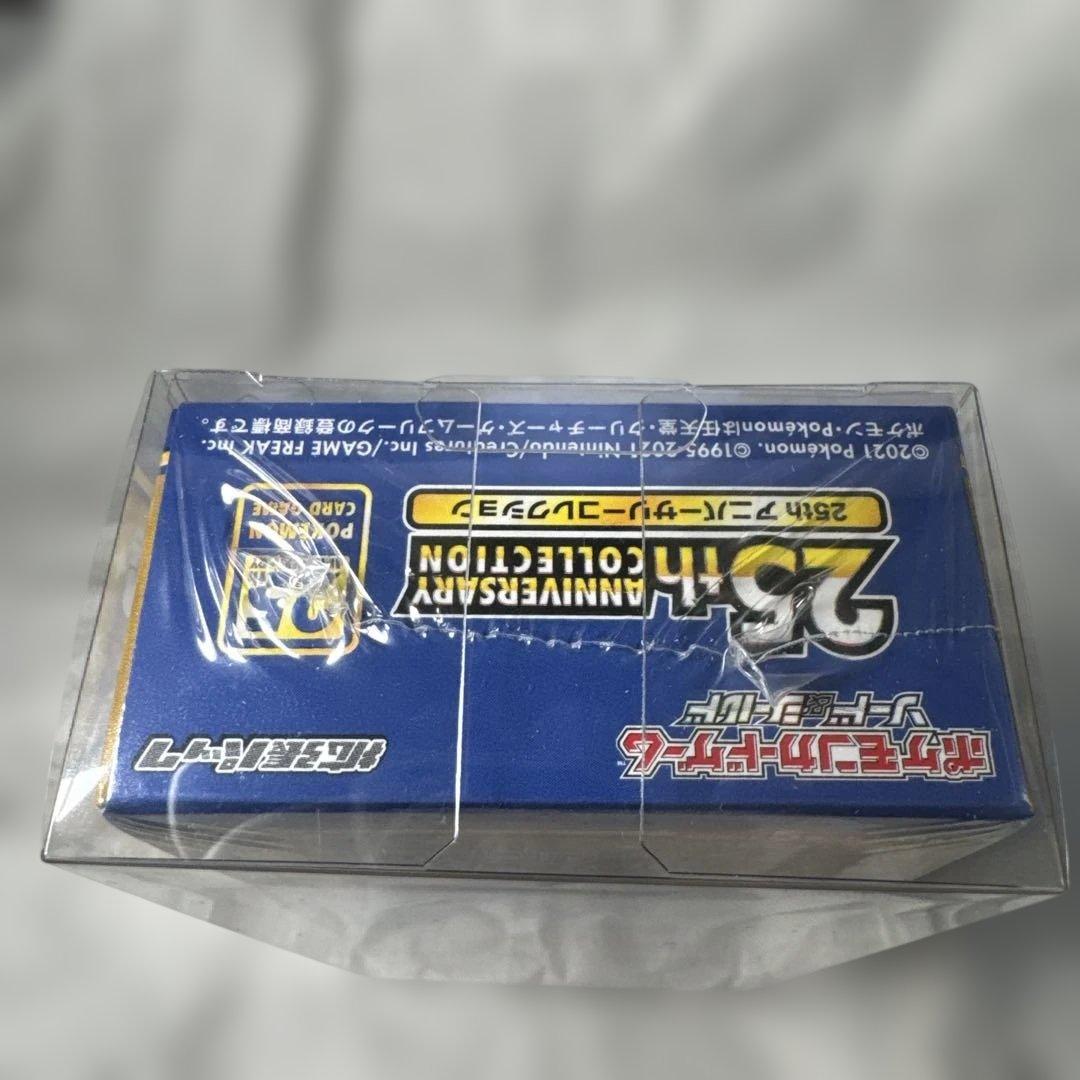 ポケモンカードゲーム
ソード&シールド
拡張パック
25th
ANNIVERSARY
COLLECTION
25th アニバーサリーコレクション
POKÉMON
CARD GAME
©2021 Pokémon. ©1995-2021 Nintendo/Creatures Inc./GAME FREAK inc.
ポケモン・Pokémonは任天堂・クリーチャーズ・ゲームフリークの登録商標です。